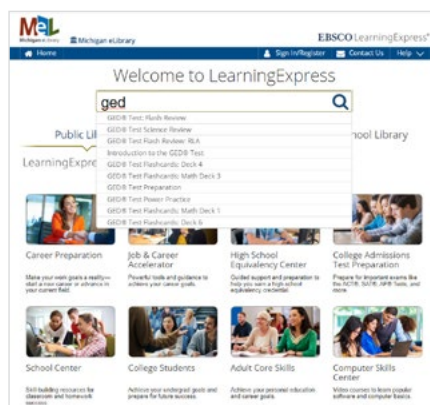 MeL
Michigan eLibrary
Michigan eLibrary
EBSCO LearningExpress®
Home
Sign In/Register
Contact Us
Help
Welcome to LearningExpress
ged
GED® Test: Flash Review
GED® Test Science Review
GED® Test Flash Review: RLA
Introduction to the GED® Test
GED® Test Flashcards: Deck 4
GED® Test Flashcards: Math Deck 3
GED® Test Preparation
GED® Test Power Practice
GED® Test Flashcards: Math Deck 1
GED® Test Flashcards: Deck 6
Public Lib
hool Library
LearningExpre
Career Preparation
Make your work goals a reality—
start a new career or advance in
your current field.
Job & Career
Accelerator
Powerful tools and guidance to
achieve your career goals.
High School
Equivalency Center
Guided support and preparation to
help you earn a high school
equivalency credential.
College Admissions
Test Preparation
Prepare for important exams like
the ACT®, SAT®, AP® Tests, and
more.
School Center
Skill-building resources for
classroom and homework
success.
College Students
Achieve your undergrad goals and
prepare for future success.
Adult Core Skills
Achieve your personal education
and career goals.
Computer Skills
Center
Video courses to learn popular
software and computer basics.